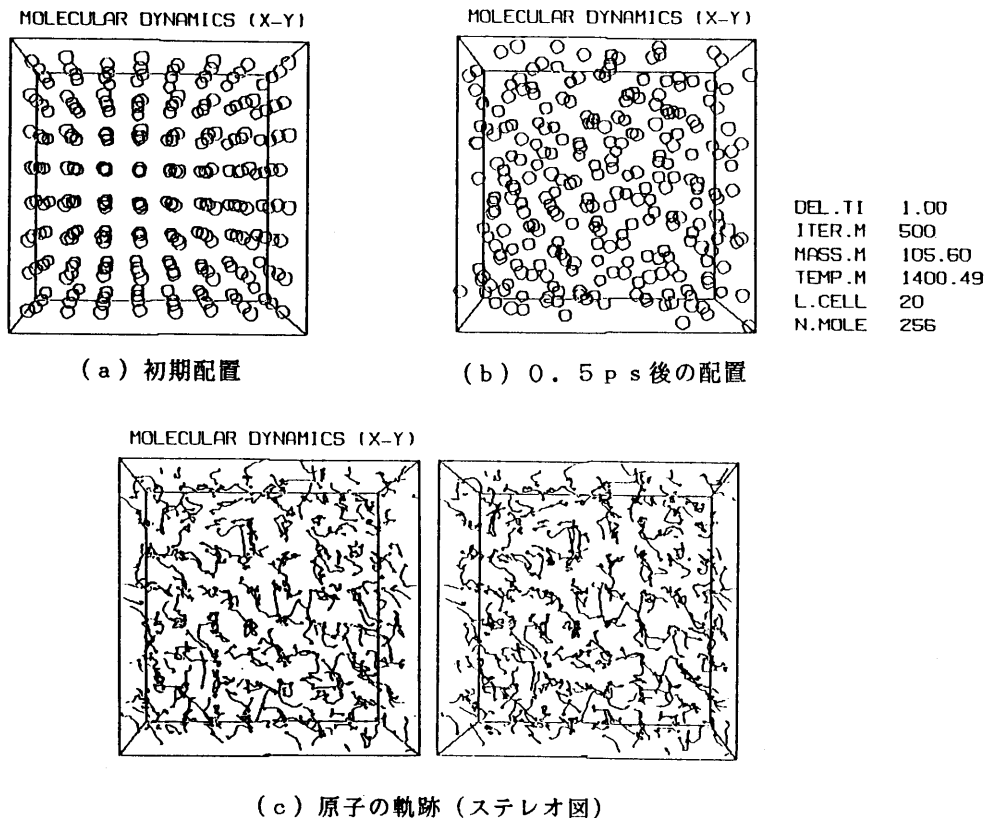 MOLECULAR DYNAMICS (X-Y)
MOLECULAR DYNAMICS (X-Y)
DEL.TI 1.00
ITER.M 500
MASS.M 105.60
TEMP.M 1400.49
L.CELL 20
N.MOLE 256
(a) 初期配置
(b) 0.5ps後の配置
MOLECULAR DYNAMICS (X-Y)
(c) 原子の軌跡 (ステレオ図)